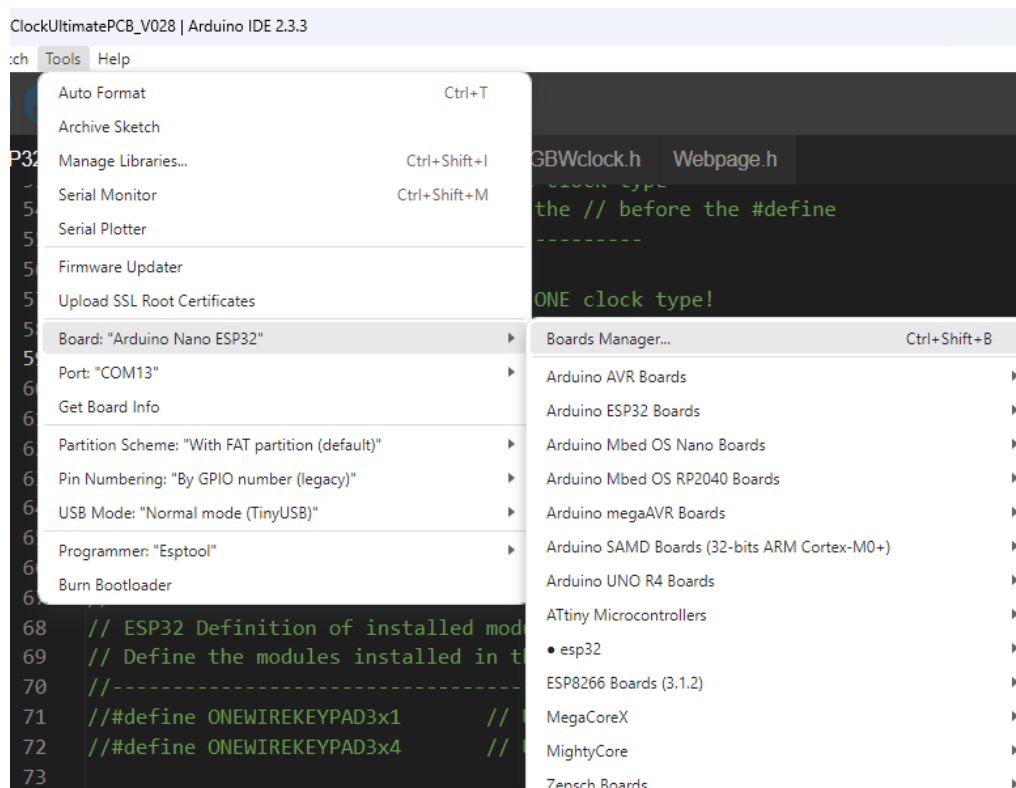 ClockUltimatePCB_V028 | Arduino IDE 2.3.3
Tools Help
Auto Format Ctrl+T
Archive Sketch
Manage Libraries... Ctrl+Shift+I
Serial Monitor Ctrl+Shift+M
Serial Plotter
Firmware Updater
Upload SSL Root Certificates
Board: "Arduino Nano ESP32"
Port: "COM13"
Get Board Info
Partition Scheme: "With FAT partition (default)"
Pin Numbering: "By GPIO number (legacy)"
USB Mode: "Normal mode (TinyUSB)"
Programmer: "Esptool"
Burn Bootloader
GBWclock.h Webpage.h
clock type
the // before the #define
---------
ONE clock type!
Boards Manager... Ctrl+Shift+B
Arduino AVR Boards
Arduino ESP32 Boards
Arduino Mbed OS Nano Boards
Arduino Mbed OS RP2040 Boards
Arduino megaAVR Boards
Arduino SAMD Boards (32-bits ARM Cortex-M0+)
Arduino UNO R4 Boards
ATtiny Microcontrollers
● esp32
ESP8266 Boards (3.1.2)
MegaCoreX
MightyCore
Zensch Boards
68 // ESP32 Definition of installed
69 // Define the modules installed in
70 //-----------------------------------
71 //#define ONEWIREKEYPAD3x1 //
72 //#define ONEWIREKEYPAD3x4 //
73